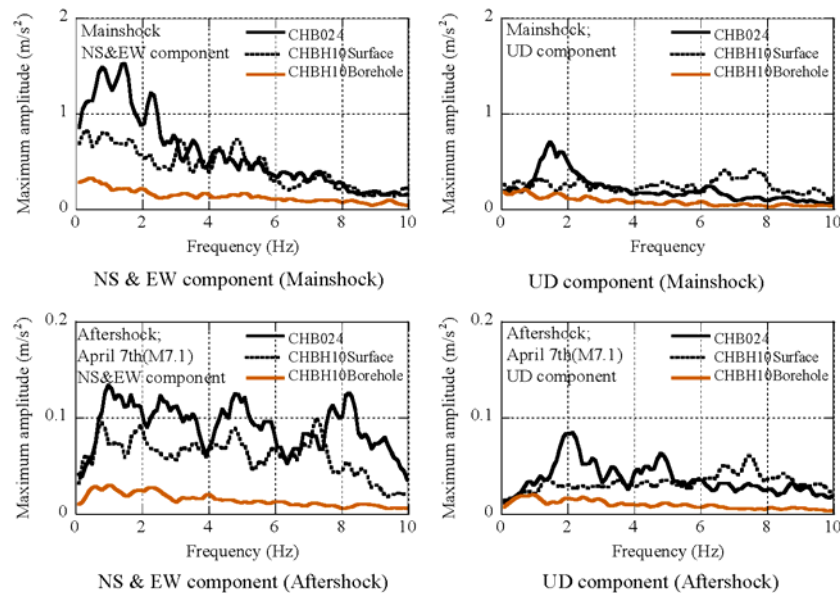 Maximum amplitude (m/s²)
2
1
0
Mainshock
NS&EW component
CHB024
CHBH10Surface
CHBH10Borehole
0 2 4 6 8 10
Frequency (Hz)
NS & EW component (Mainshock)
Maximum amplitude (m/s²)
2
1
0
Mainshock;
UD component
CHB024
CHBH10Surface
CHBH10Borehole
0 2 4 6 8 10
Frequency
UD component (Mainshock)
Maximum amplitude (m/s²)
0.2
0.1
0
Aftershock;
April 7th(M7.1)
NS&EW component
CHB024
CHBH10Surface
CHBH10Borehole
0 2 4 6 8 10
Frequency (Hz)
NS & EW component (Aftershock)
Maximum amplitude (m/s²)
0.2
0.1
0
Aftershock;
April 7th(M7.1)
UD component
CHB024
CHBH10Surface
CHBH10Borehole
0 2 4 6 8 10
Frequency (Hz)
UD component (Aftershock)